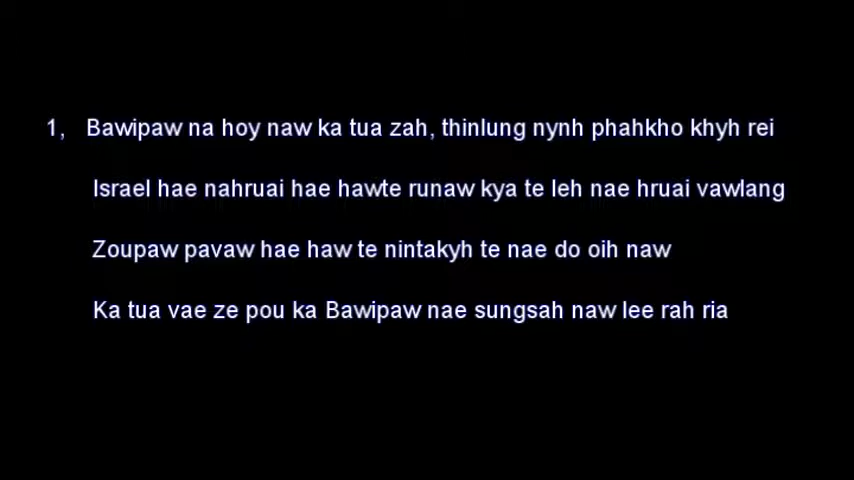 1, Bawipaw na hoy naw ka tua zah, thinlung nynh phahkho khyh rei
Israel hae nahruai hae hawte runaw kya te leh nae hruai vawlang
Zoupaw pavaw hae haw te nintakyh te nae do oih naw
Ka tua vae ze pou ka Bawipaw nae sungsah naw lee rah ria